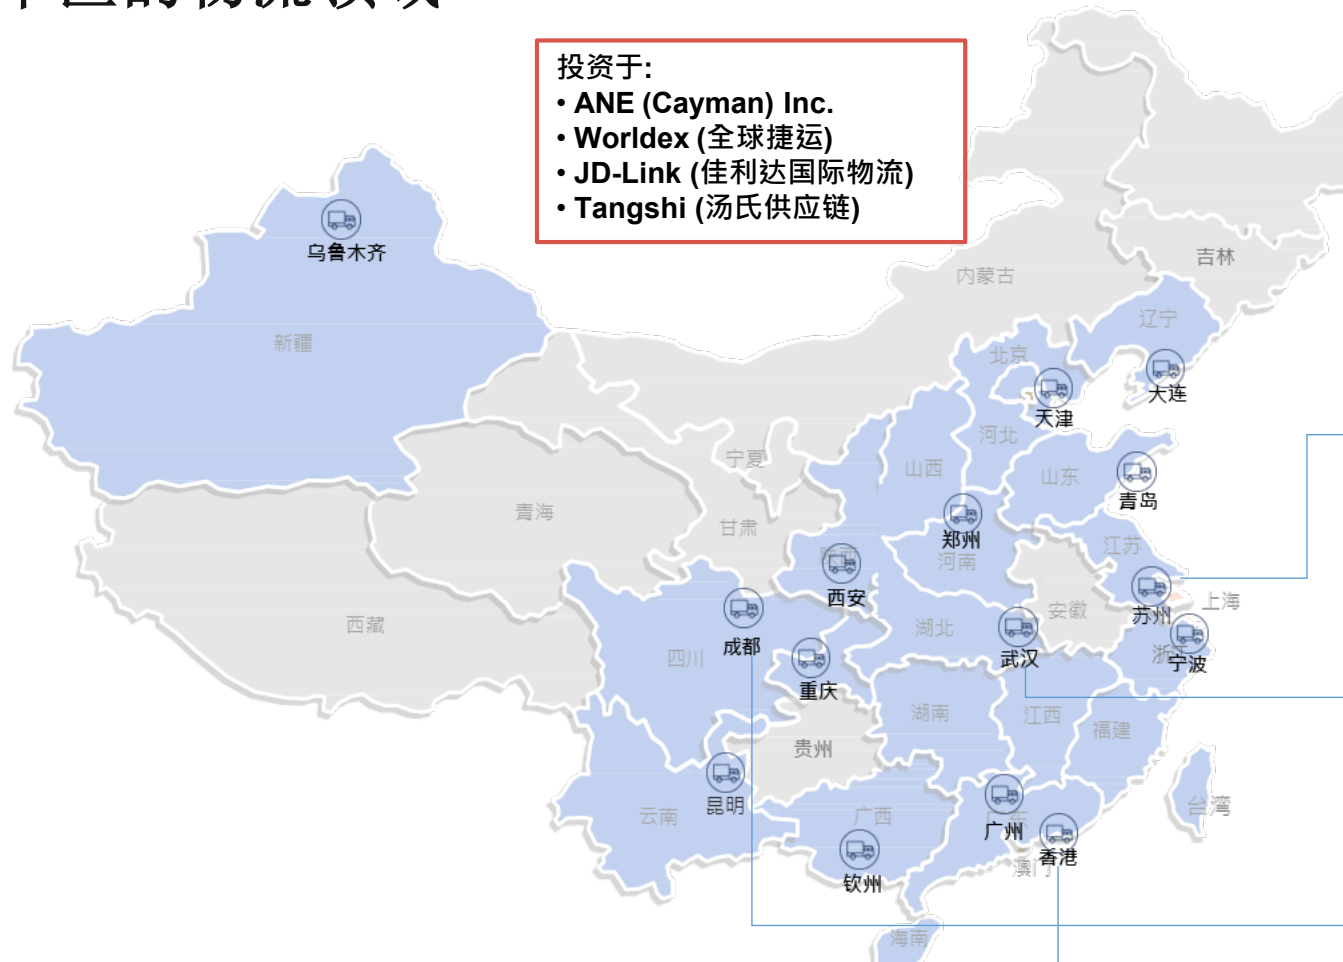 投资于:
• ANE (Cayman) Inc.
• Worldex (全球捷运)
• JD-Link (佳利达国际物流)
• Tangshi (汤氏供应链)
乌鲁木齐
吉林
内蒙古
辽宁
新疆
北京
大连
天津
河北
宁夏
山西
山东
青岛
青海
甘肃
郑州
江苏
河南
西安
上海
安徽
苏州
西藏
湖北
成都
四川
武汉
宁波
重庆
湖南
江西
福建
贵州
昆明
云南
广西
台湾
广州
香港
澳门
钦州
海南